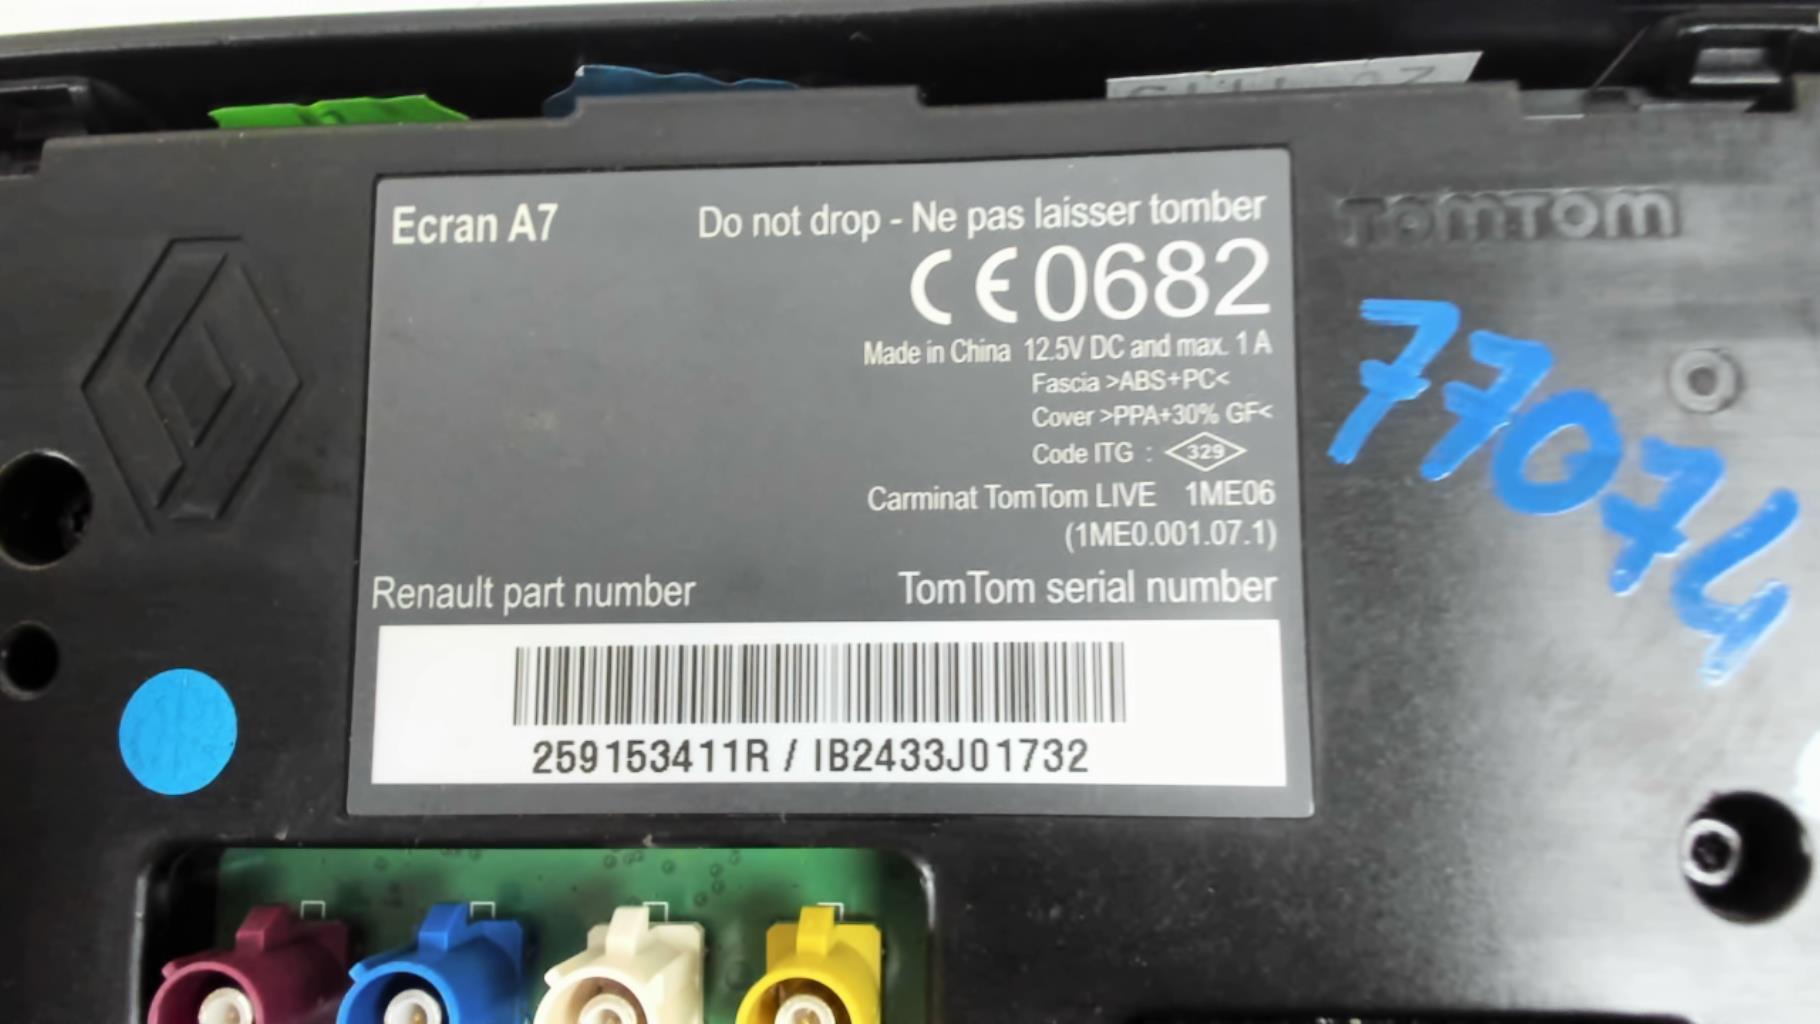 Ecran A7
Do not drop - Ne pas laisser tomber
CE0682
Made in China 12.5V DC and max. 1 A
Fascia >ABS+PC<
Cover >PPA+30% GF<
Code ITG : 329
Carminat TomTom LIVE 1ME06
(1ME0.001.07.1)
Renault part number
TomTom serial number
259153411R / IB2433J01732
TOMTOM
77074